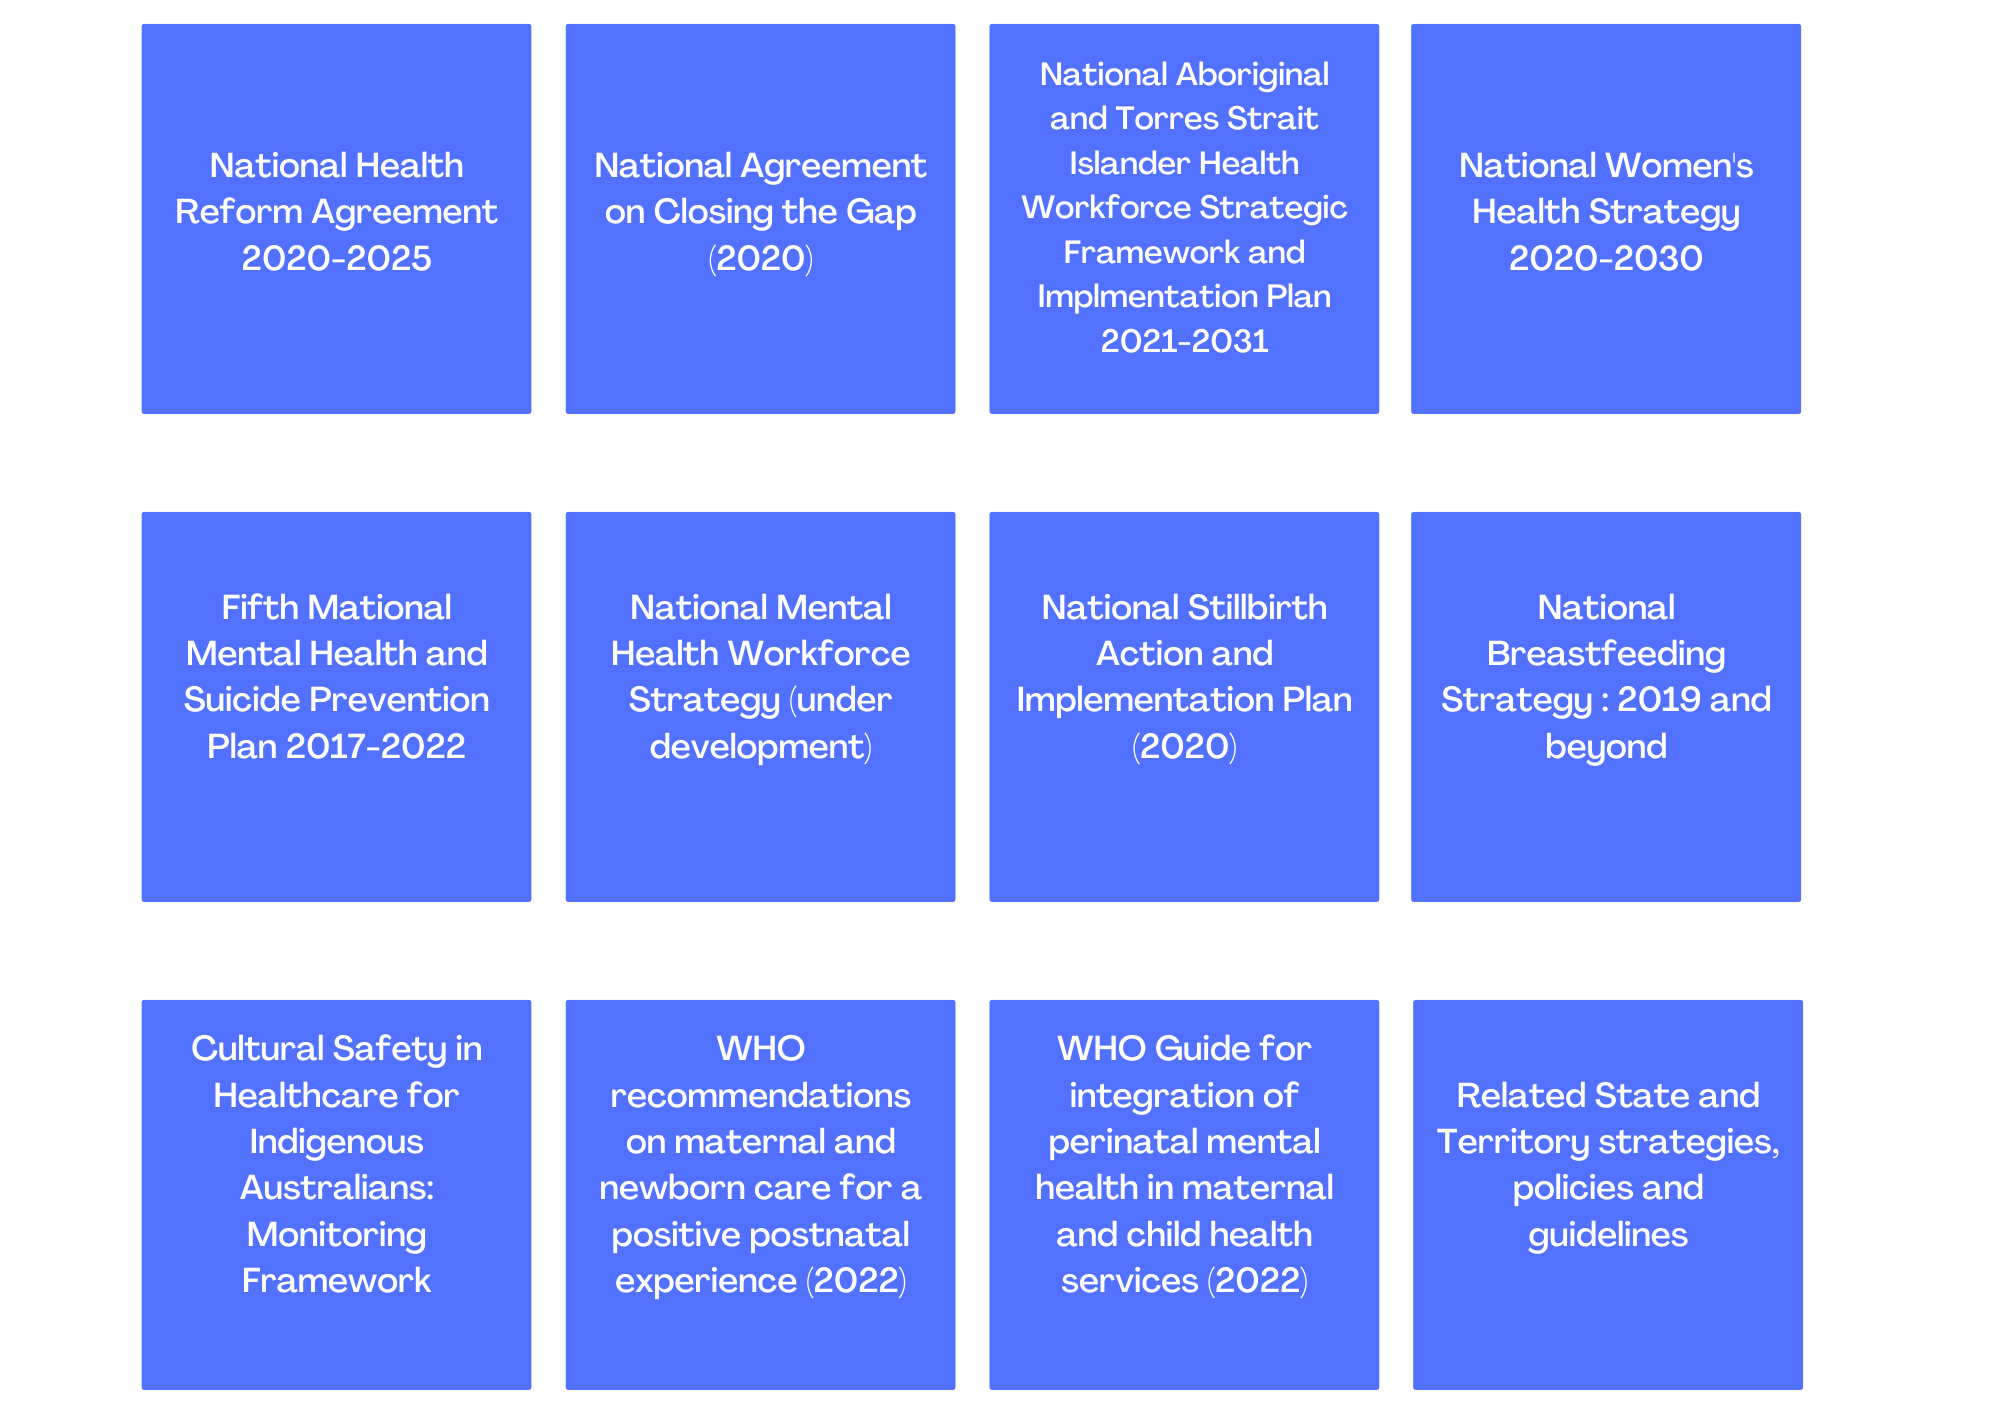 National Health
Reform Agreement
2020-2025
National Agreement
on Closing the Gap
(2020)
National Aboriginal
and Torres Strait
Islander Health
Workforce Strategic
Framework and
Implmentation Plan
2021-2031
National Women's
Health Strategy
2020-2030
Fifth Mational
Mental Health and
Suicide Prevention
Plan 2017-2022
National Mental
Health Workforce
Strategy (under
development)
National Stillbirth
Action and
Implementation Plan
(2020)
National
Breastfeeding
Strategy : 2019 and
beyond
Cultural Safety in
Healthcare for
Indigenous
Australians:
Monitoring
Framework
WHO
recommendations
on maternal and
newborn care for a
positive postnatal
experience (2022)
WHO Guide for
integration of
perinatal mental
health in maternal
and child health
services (2022)
Related State and
Territory strategies,
policies and
guidelines